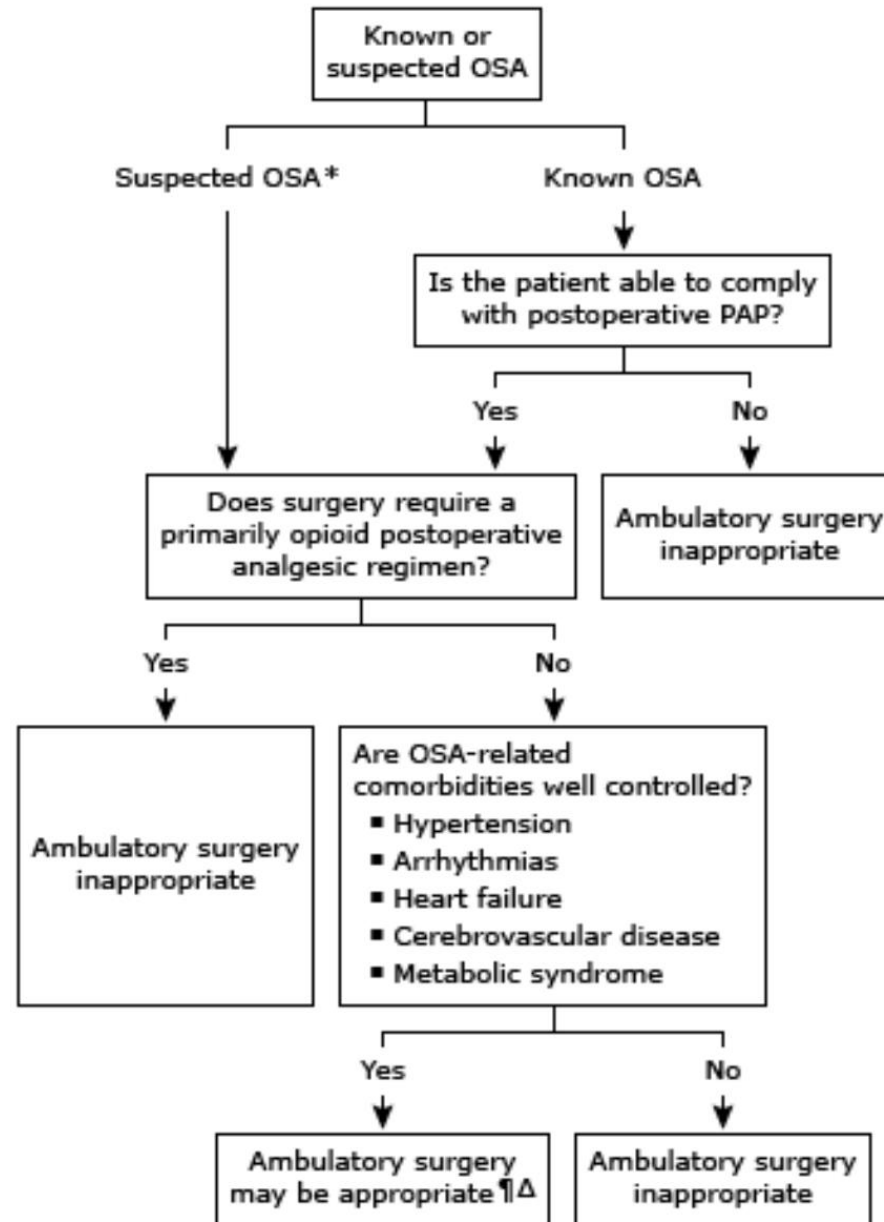 Known or
suspected OSA
Suspected OSA*
Known OSA
Is the patient able to comply
with postoperative PAP?
Yes
No
Does surgery require a
primarily opioid postoperative
analgesic regimen?
Ambulatory surgery
inappropriate
Yes
No
Ambulatory surgery
inappropriate
Are OSA-related
comorbidities well controlled?
▪ Hypertension
▪ Arrhythmias
▪ Heart failure
▪ Cerebrovascular disease
▪ Metabolic syndrome
Yes
No
Ambulatory surgery
may be appropriate¶Δ
Ambulatory surgery
inappropriate